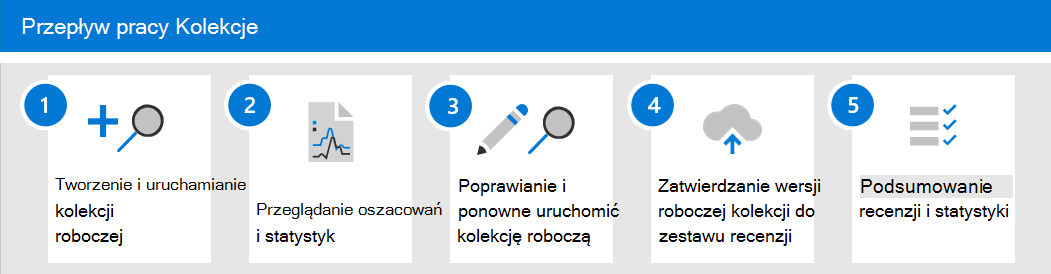 Przepływ pracy Kolekcje
1
Tworzenie i uruchamianie
kolekcji
roboczej
2
Przeglądanie oszacowań
i statystyk
3
Poprawianie i
ponowne uruchomić
kolekcję roboczą
4
Zatwierdzanie wersji
roboczej kolekcji do
zestawu recenzji
5
Podsumowanie
recenzji i statystyki